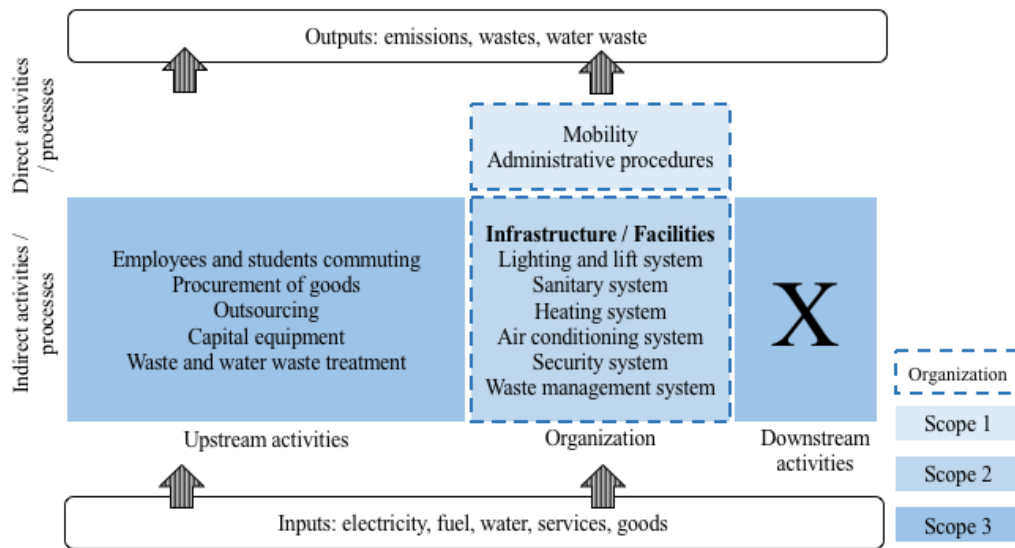 Outputs: emissions, wastes, water waste
Direct activities
/ processes
Mobility
Administrative procedures
Indirect activities /
processes
Employees and students commuting
Procurement of goods
Outsourcing
Capital equipment
Waste and water waste treatment
Infrastructure / Facilities
Lighting and lift system
Sanitary system
Heating system
Air conditioning system
Security system
Waste management system
X
Upstream activities
Organization
Downstream
activities
Inputs: electricity, fuel, water, services, goods
Organization
Scope 1
Scope 2
Scope 3